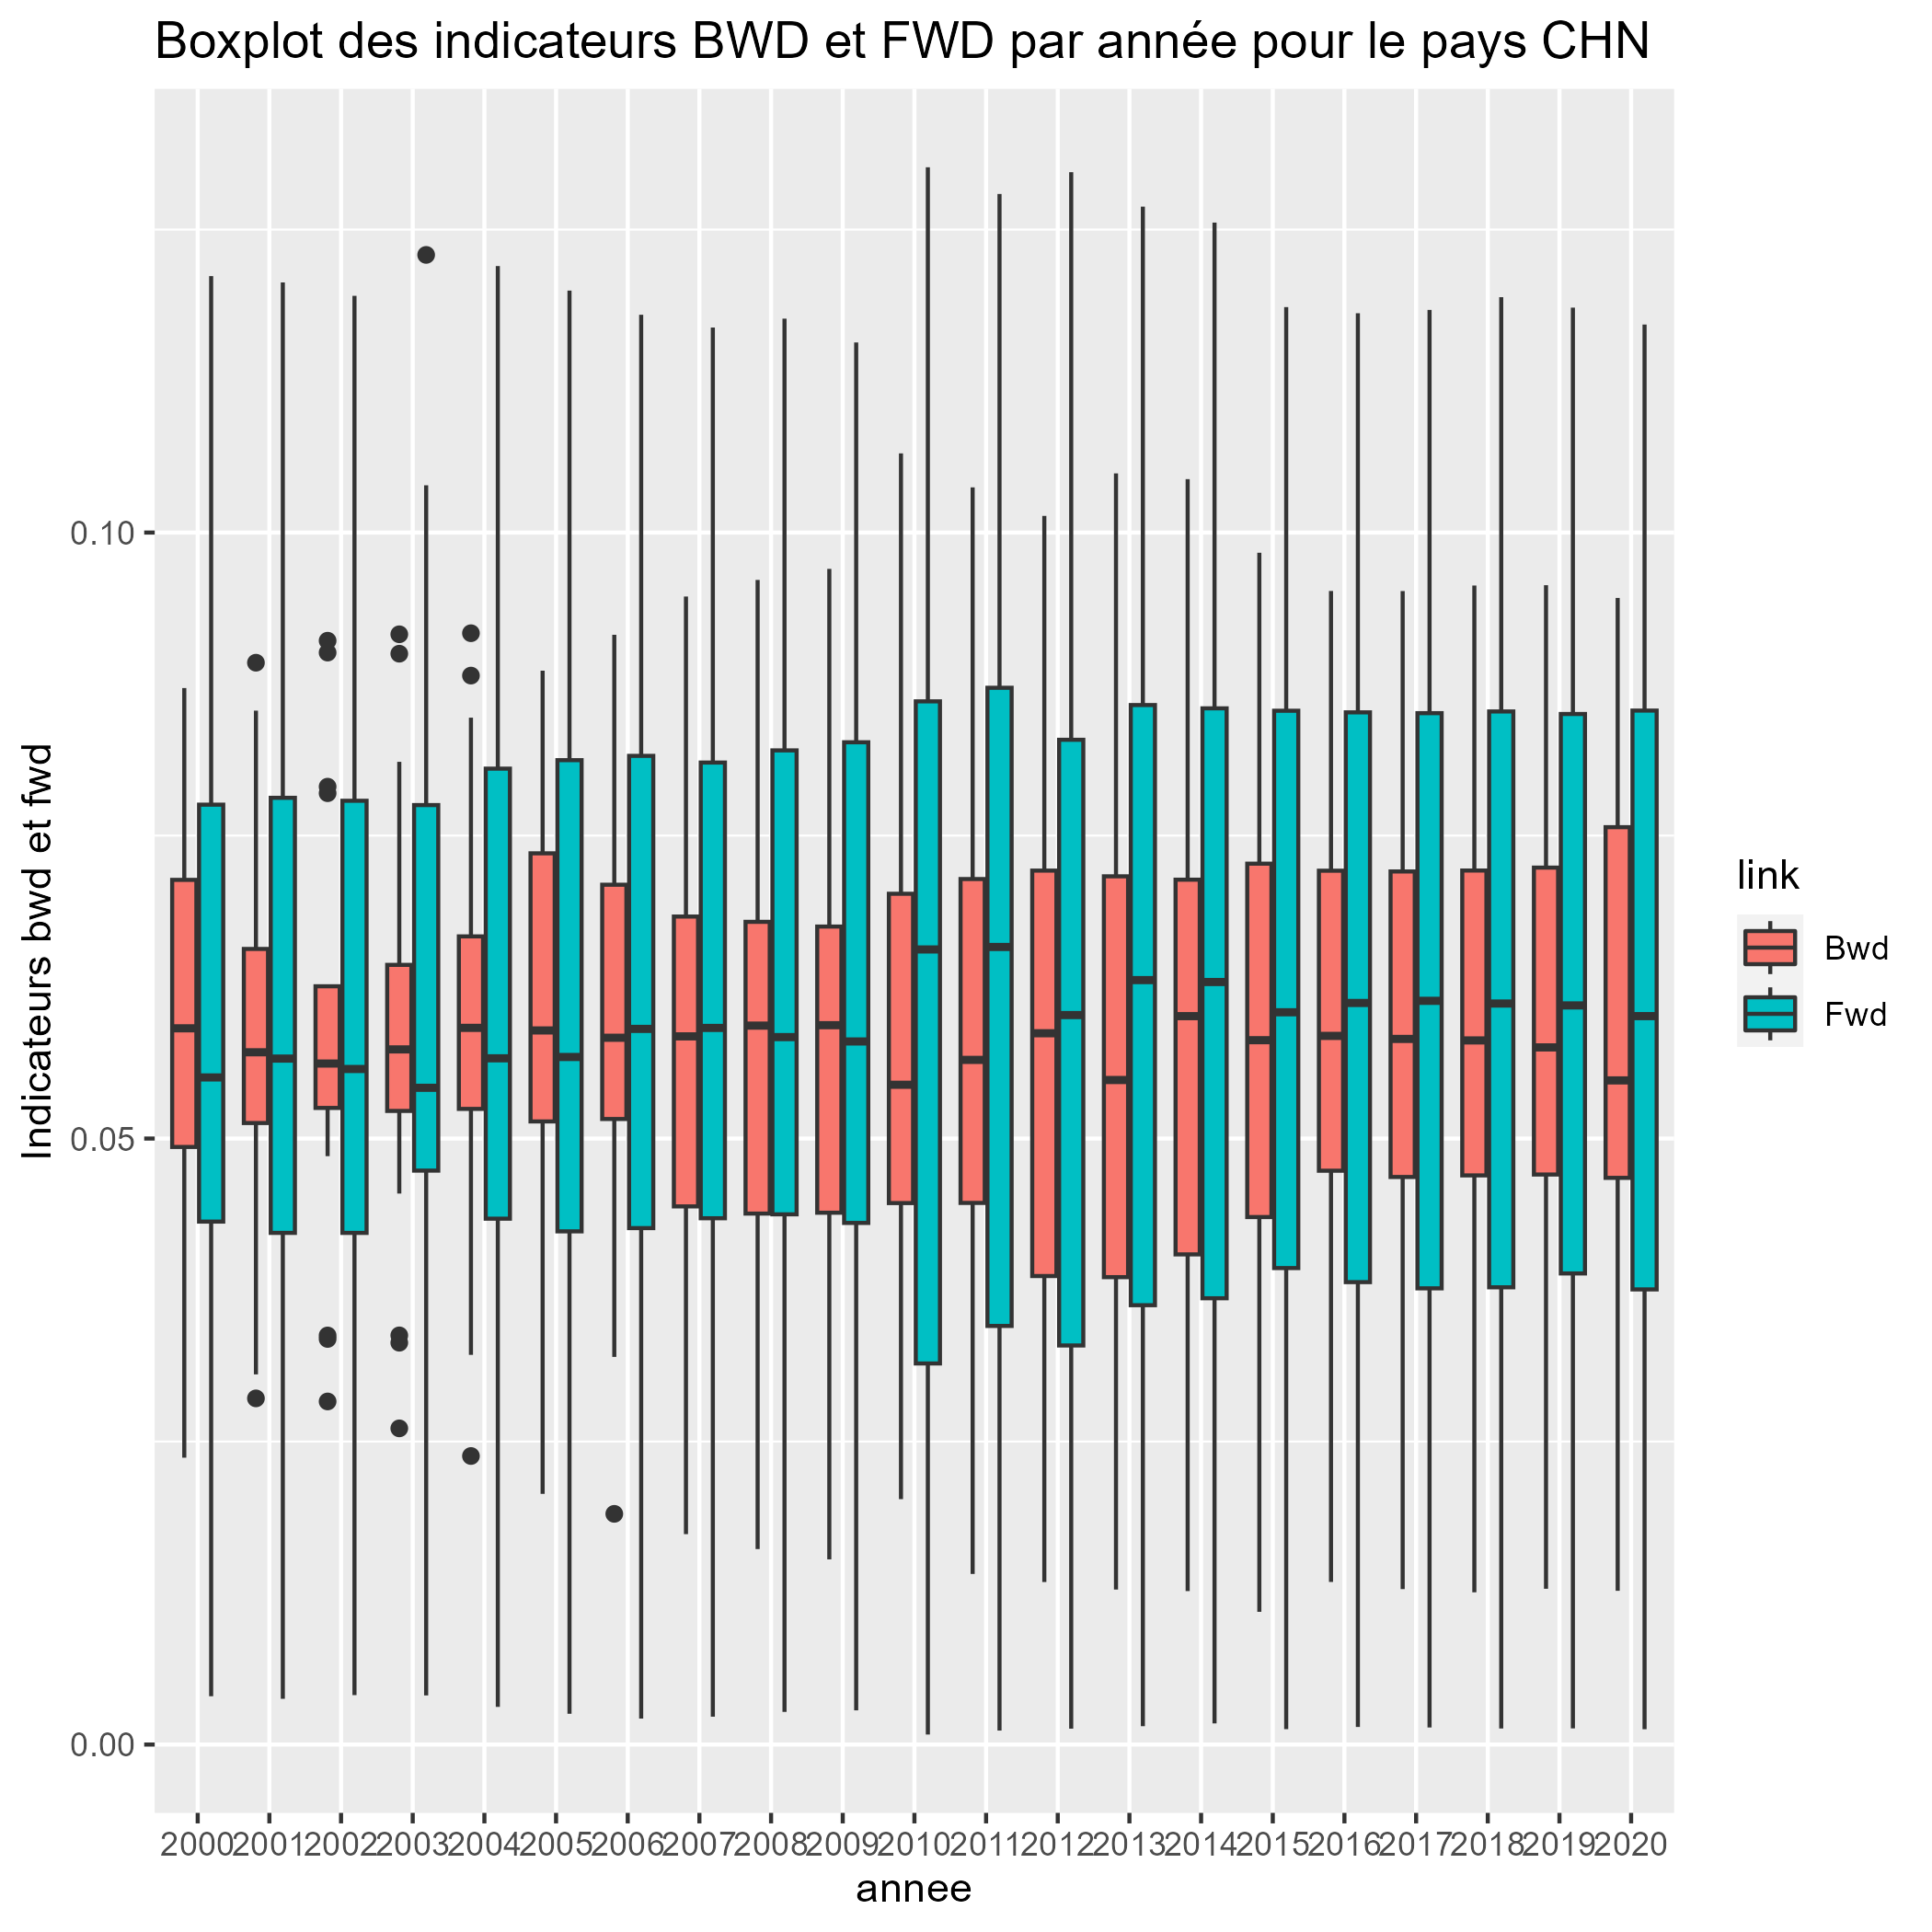 Boxplot des indicateurs BWD et FWD par année pour le pays CHN
Indicateurs bwd et fwd
0.10
0.05
0.00
2000 2001 2002 2003 2004 2005 2006 2007 2008 2009 2010 2011 2012 2013 2014 2015 2016 2017 2018 2019 2020
annee
link
Bwd
Fwd